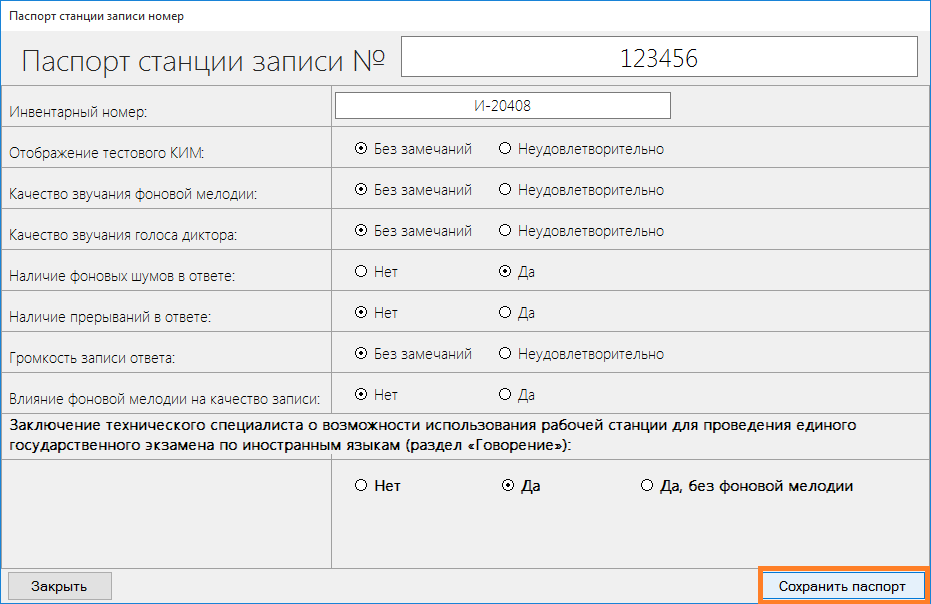 Паспорт станции записи номер
Паспорт станции записи № 123456
Инвентарный номер: И-20408
Отображение тестового КИМ: Без замечаний Неудовлетворительно
Качество звучания фоновой мелодии: Без замечаний Неудовлетворительно
Качество звучания голоса диктора: Без замечаний Неудовлетворительно
Наличие фоновых шумов в ответе: Нет Да
Наличие прерываний в ответе: Нет Да
Громкость записи ответа: Без замечаний Неудовлетворительно
Влияние фоновой мелодии на качество записи: Нет Да
Заключение технического специалиста о возможности использования рабочей станции для проведения единого
государственного экзамена по иностранным языкам (раздел «Говорение»):
Нет Да Да, без фоновой мелодии
Закрыть Сохранить паспорт